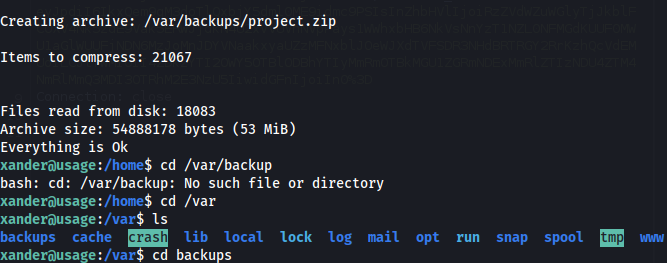 Creating archive: /var/backups/project.zip
Items to compress: 21067
Files read from disk: 18083
Archive size: 54888178 bytes (53 MiB)
Everything is Ok
xander@usage:/home$ cd /var/backup
bash: cd: /var/backup: No such file or directory
xander@usage:/home$ cd /var
xander@usage:/var$ ls
backups cache crash lib local lock log mail opt run snap spool tmp www
xander@usage:/var$ cd backups